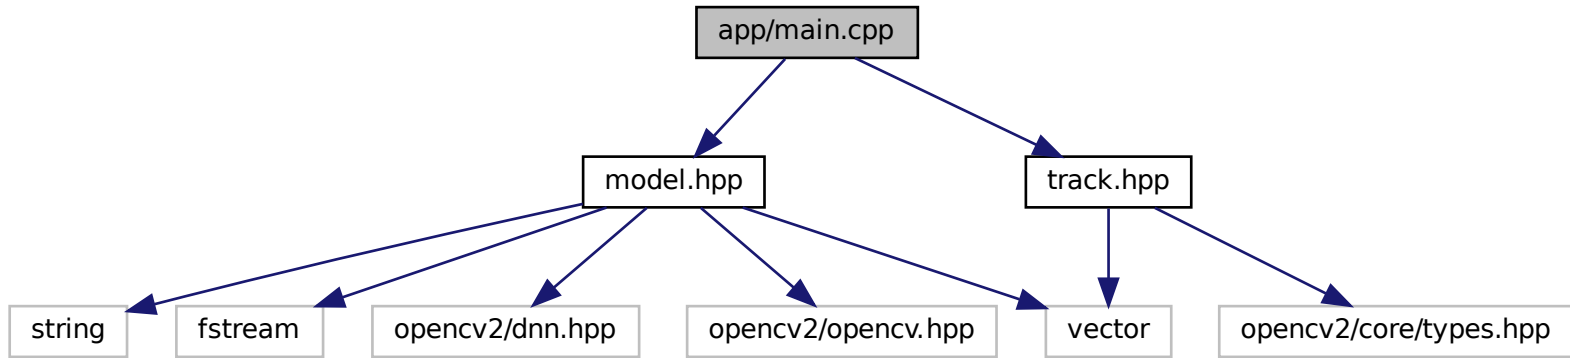 app/main.cpp
model.hpp
track.hpp
string
fstream
opencv2/dnn.hpp
opencv2/opencv.hpp
vector
opencv2/core/types.hpp